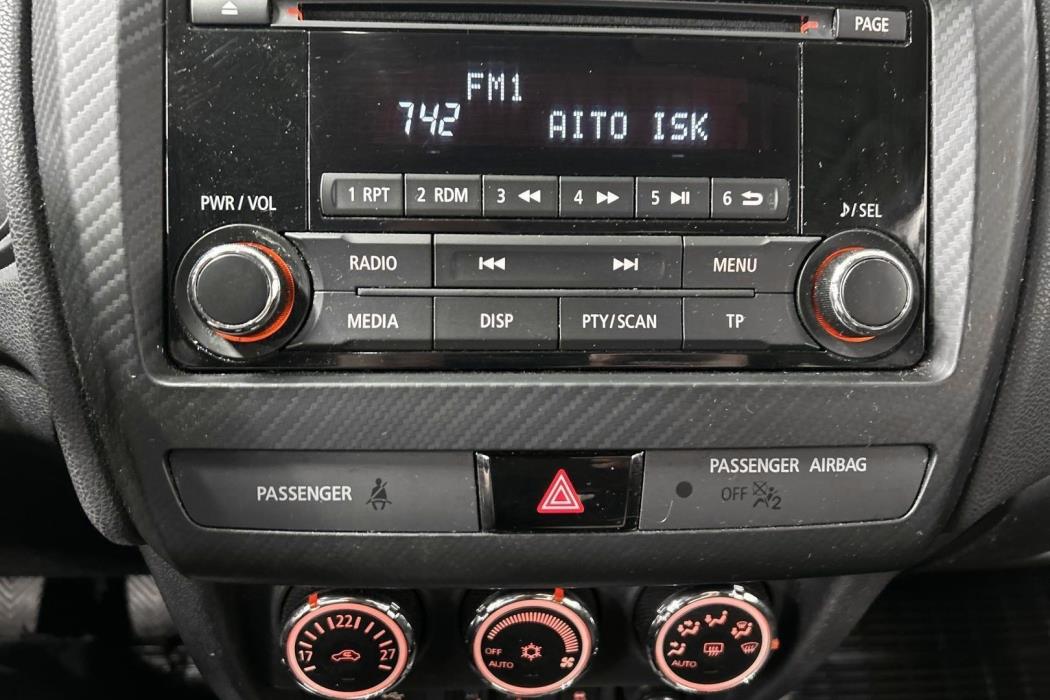 PAGE
FM1
742 AITO ISK
1 RPT 2 RDM 3 4 5 6
PWR / VOL
♪/SEL
RADIO MENU
MEDIA DISP PTY/SCAN TP
PASSENGER AIRBAG
PASSENGER OFF 2
22
17 27
OFF
AUTO
AUTO